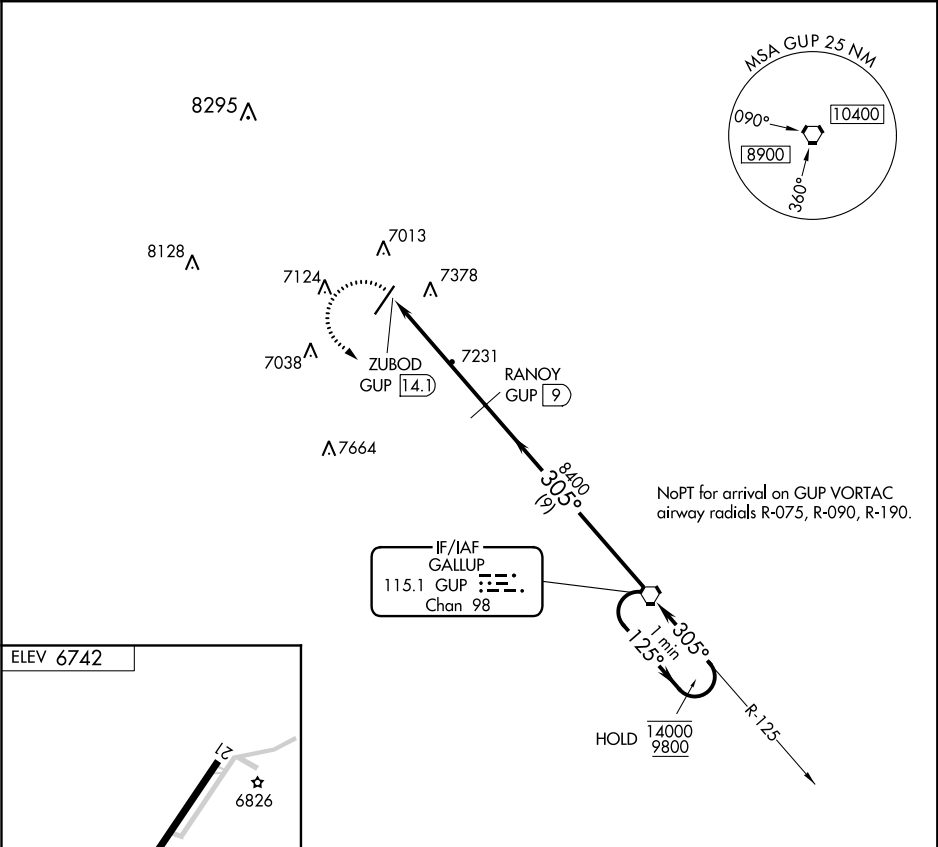 MSA GUP 25 NM
090°
10400
8900
360°
8295
8128
7013
7124
7378
7038
ZUBOD
GUP 14.1
7231
RANOY
GUP 9
7664
8400
305°
(9)
NoPT for arrival on GUP VORTAC
airway radials R-075, R-090, R-190.
IF/IAF
GALLUP
115.1 GUP
Chan 98
305°
1 min
125°
R-125
HOLD 14000
9800
ELEV 6742
21
6826